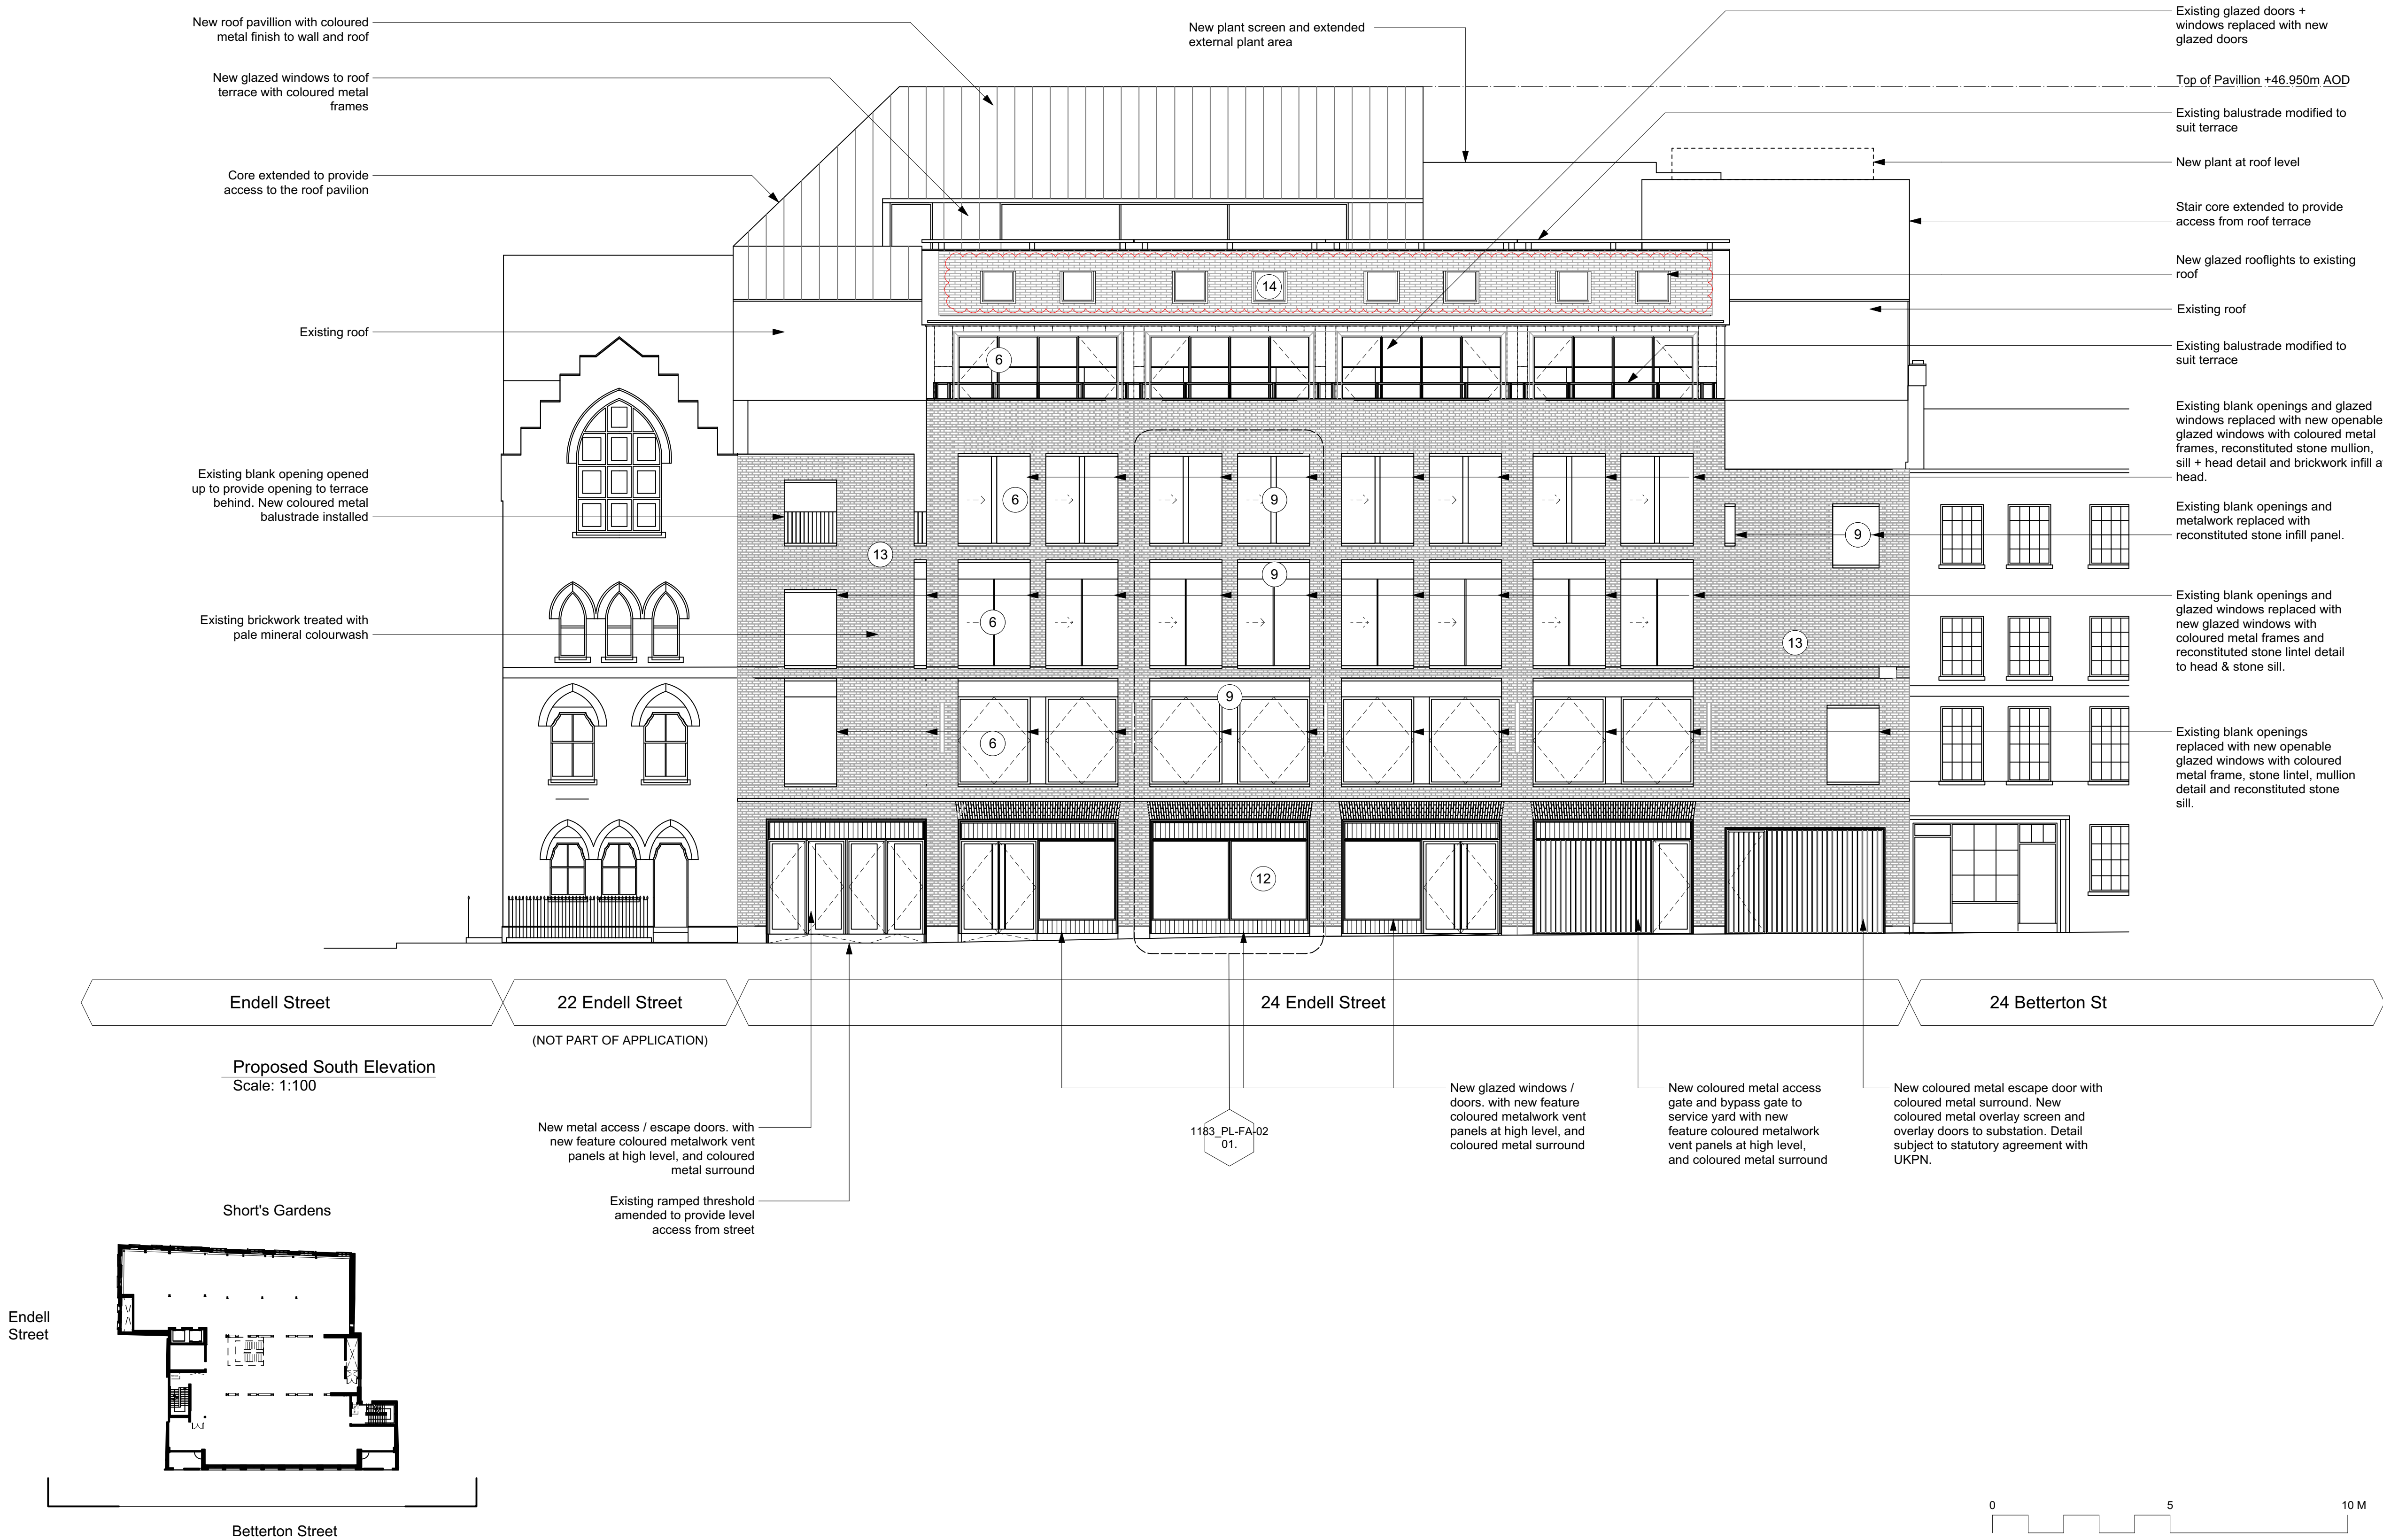 New roof pavillion with coloured
metal finish to wall and roof
New glazed windows to roof
terrace with coloured metal
frames
Core extended to provide
access to the roof pavilion
Existing roof
Existing blank opening opened
up to provide opening to terrace
behind. New coloured metal
balustrade installed
Existing brickwork treated with
pale mineral colourwash
New plant screen and extended
external plant area
Existing glazed doors +
windows replaced with new
glazed doors
Top of Pavillion +46.950m AOD
Existing balustrade modified to
suit terrace
New plant at roof level
Stair core extended to provide
access from roof terrace
New glazed rooflights to existing
roof
Existing roof
Existing balustrade modified to
suit terrace
Existing blank openings and glazed
windows replaced with new openable
glazed windows with coloured metal
frames, reconstituted stone mullion,
sill + head detail and brickwork infill a
head.
Existing blank openings and
metalwork replaced with
reconstituted stone infill panel.
Existing blank openings and
glazed windows replaced with
new glazed windows with
coloured metal frames and
reconstituted stone lintel detail
to head & stone sill.
Existing blank openings
replaced with new openable
glazed windows with coloured
metal frame, stone lintel, mullion
detail and reconstituted stone
sill.
14
6
6
9
9
13
9
6
13
9
6
12
Endell Street
22 Endell Street
24 Endell Street
24 Betterton St
(NOT PART OF APPLICATION)
Proposed South Elevation
Scale: 1:100
New metal access / escape doors. with
new feature coloured metalwork vent
panels at high level, and coloured
metal surround
Existing ramped threshold
amended to provide level
access from street
1183_PL-FA-02
01.
New glazed windows /
doors. with new feature
coloured metalwork vent
panels at high level, and
coloured metal surround
New coloured metal access
gate and bypass gate to
service yard with new
feature coloured metalwork
vent panels at high level,
and coloured metal surround
New coloured metal escape door with
coloured metal surround. New
coloured metal overlay screen and
overlay doors to substation. Detail
subject to statutory agreement with
UKPN.
Short's Gardens
Endell
Street
Betterton Street
0 5 10 M